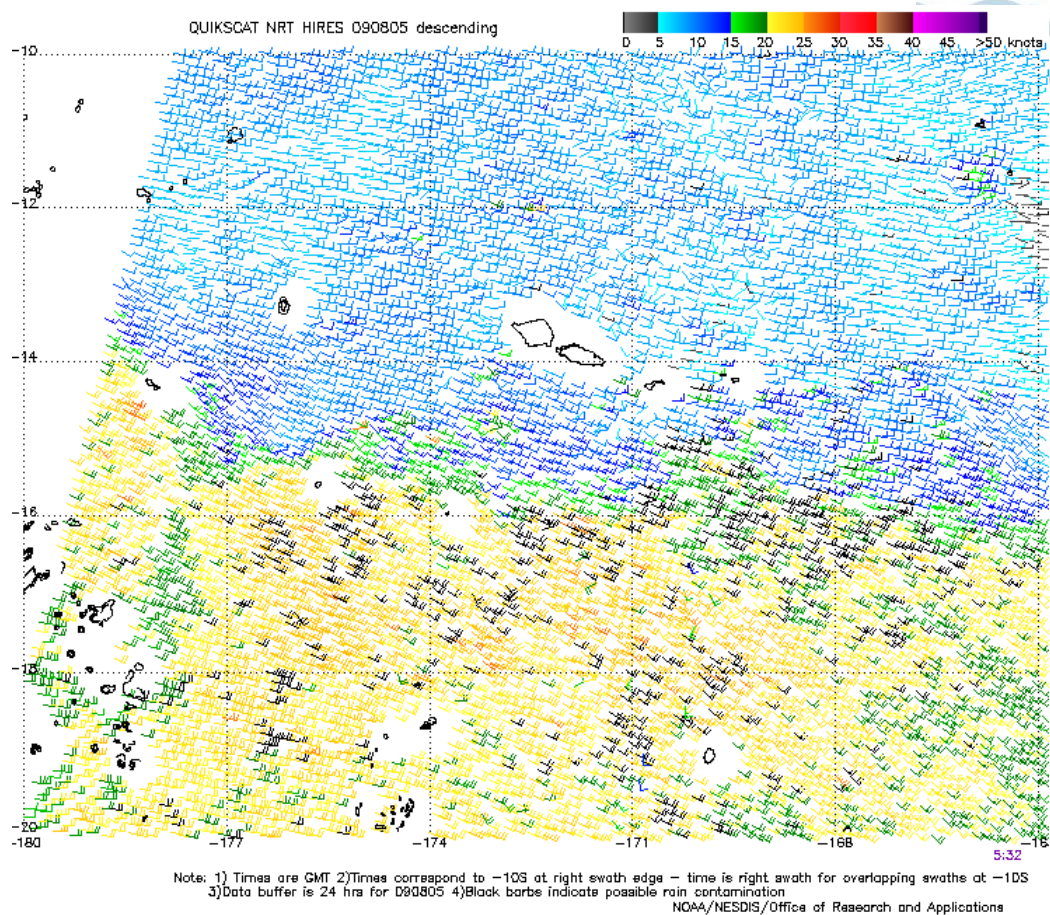 QUIKSCAT NRT HIRES 090805 descending
0 5 10 15 20 25 30 35 40 45 >50 knots
-10
-12
-14
-16
-18
-20
-180 -177 -174 -171 -168 -16
5:32
Note: 1) Times are GMT 2)Times correspond to -10S at right swath edge - time is right swath for overlapping swaths at -10S
3)Data buffer is 24 hrs for 090805 4)Black barbs indicate possible rain contamination
NOAA/NESDIS/Office of Research and Applications